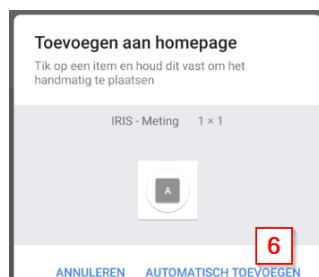 Toevoegen aan homepage
Tik op een item en houd dit vast om het
handmatig te plaatsen
IRIS - Meting 1 × 1
A
6
ANNULEREN AUTOMATISCH TOEVOEGEN